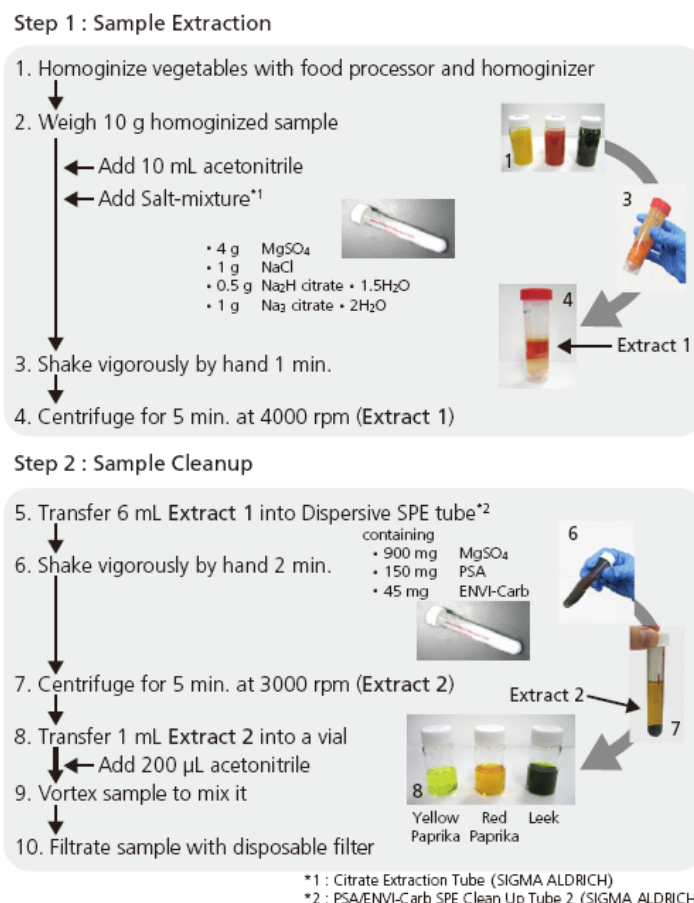 Step 1 : Sample Extraction
1. Homoginize vegetables with food processor and homoginizer
2. Weigh 10 g homoginized sample
Add 10 mL acetonitrile
Add Salt-mixture*1
• 4 g MgSO₄
• 1 g NaCl
• 0.5 g Na₂H citrate • 1.5H₂O
• 1 g Na₃ citrate • 2H₂O
1
3
4
Extract 1
3. Shake vigorously by hand 1 min.
4. Centrifuge for 5 min. at 4000 rpm (Extract 1)
Step 2 : Sample Cleanup
5. Transfer 6 mL Extract 1 into Dispersive SPE tube*2
containing
• 900 mg MgSO₄
• 150 mg PSA
• 45 mg ENVI-Carb
6
6. Shake vigorously by hand 2 min.
7. Centrifuge for 5 min. at 3000 rpm (Extract 2)
Extract 2
7
8. Transfer 1 mL Extract 2 into a vial
Add 200 µL acetonitrile
9. Vortex sample to mix it
8
Yellow Paprika
Red Paprika
Leek
10. Filtrate sample with disposable filter
*1 : Citrate Extraction Tube (SIGMA ALDRICH)
*2 : PSA/ENVI-Carb SPE Clean Up Tube 2 (SIGMA ALDRICH